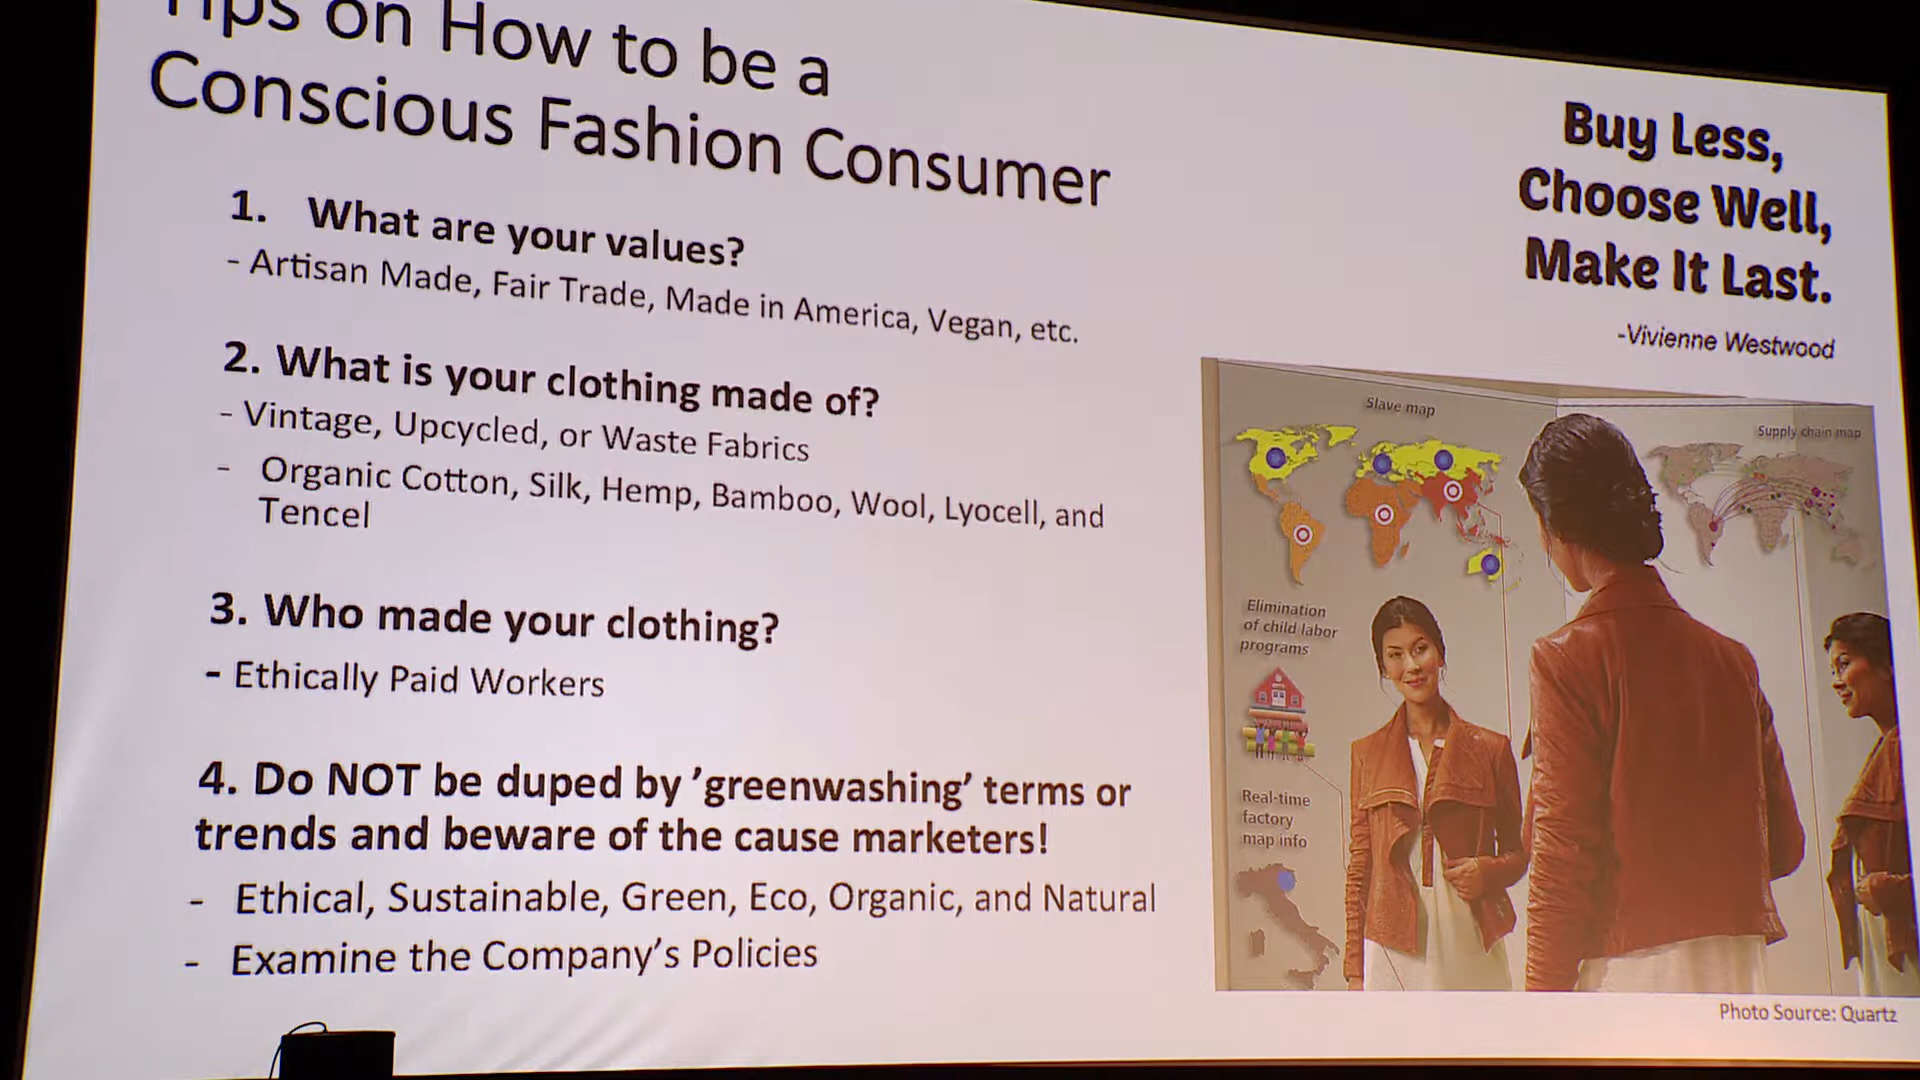 Tips on How to be a
Conscious Fashion Consumer
1. What are your values?
- Artisan Made, Fair Trade, Made in America, Vegan, etc.
2. What is your clothing made of?
- Vintage, Upcycled, or Waste Fabrics
- Organic Cotton, Silk, Hemp, Bamboo, Wool, Lyocell, and
Tencel
3. Who made your clothing?
- Ethically Paid Workers
4. Do NOT be duped by 'greenwashing' terms or
trends and beware of the cause marketers!
- Ethical, Sustainable, Green, Eco, Organic, and Natural
- Examine the Company's Policies
Buy Less,
Choose Well,
Make It Last.
-Vivienne Westwood
Slave map
Supply chain map
Elimination
of child labor
programs
Real-time
factory
map info
Photo Source: Quartz